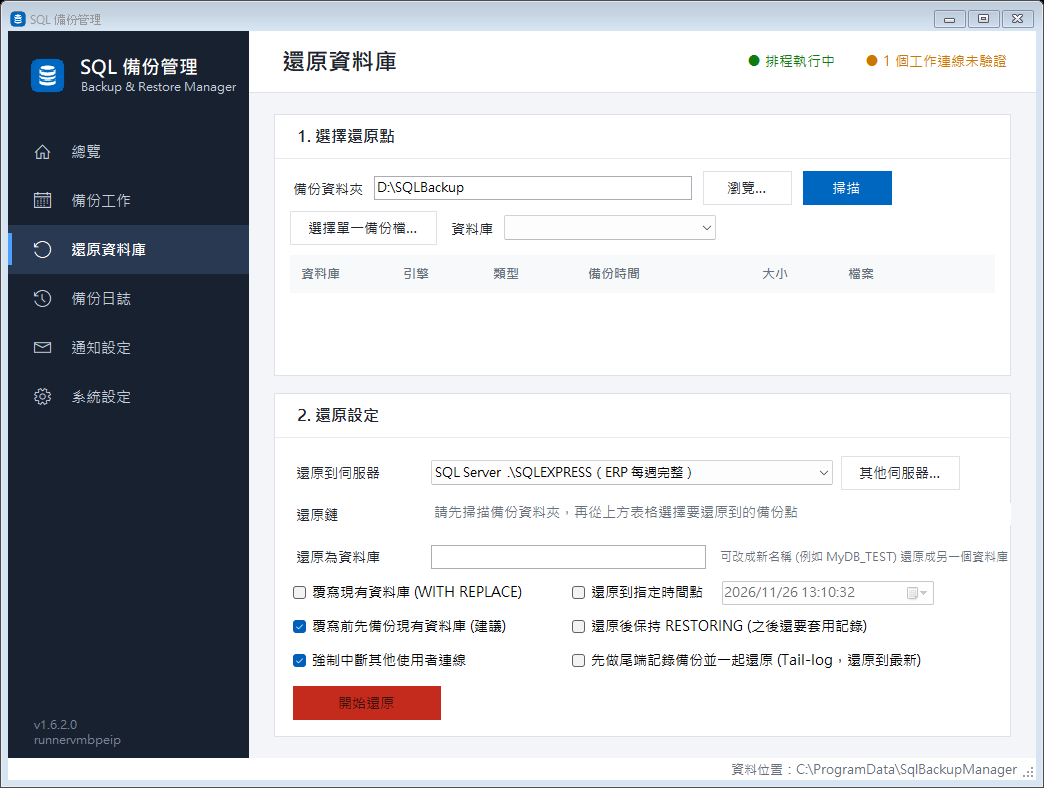 SQL 備份管理
SQL 備份管理
Backup & Restore Manager
總覽
備份工作
還原資料庫
備份日誌
通知設定
系統設定
v1.6.2.0
runnervmbpeip
還原資料庫
排程執行中
1 個工作連線未驗證
1. 選擇還原點
備份資料夾
D:\SQLBackup
瀏覽...
掃描
選擇單一備份檔...
資料庫
資料庫 引擎 類型 備份時間 大小 檔案
2. 還原設定
還原到伺服器
SQL Server .\SQLEXPRESS ( ERP 每週完整 )
其他伺服器...
還原鏈
請先掃描備份資料夾，再從上方表格選擇要還原到的備份點
還原為資料庫
可改成新名稱 (例如 MyDB_TEST) 還原成另一個資料庫
覆寫現有資料庫 (WITH REPLACE)
還原到指定時間點
2026/11/26 13:10:32
覆寫前先備份現有資料庫 (建議)
還原後保持 RESTORING (之後還要套用記錄)
強制中斷其他使用者連線
先做尾端記錄備份並一起還原 (Tail-log，還原到最新)
開始還原
資料位置：C:\ProgramData\SqlBackupManager